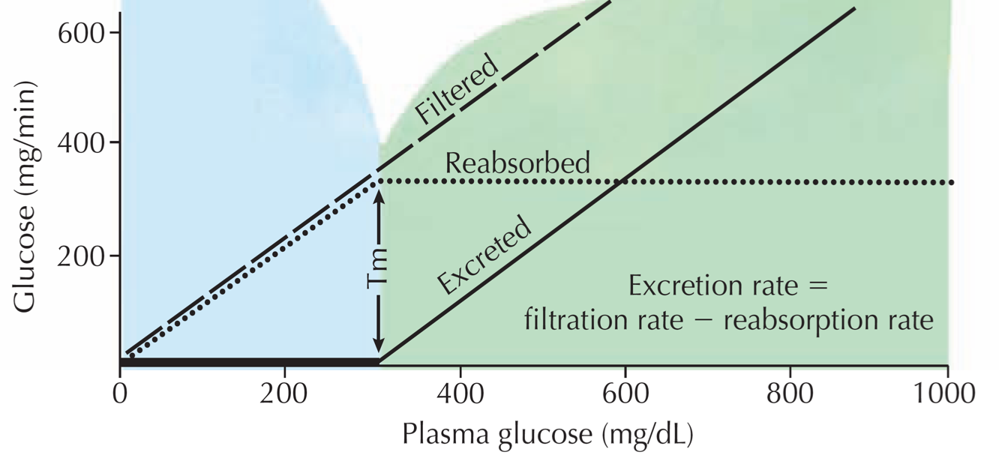 600
400
200
Glucose (mg/min)
Filtered
Reabsorbed
Tm
Excreted
Excretion rate =
filtration rate − reabsorption rate
0 200 400 600 800 1000
Plasma glucose (mg/dL)